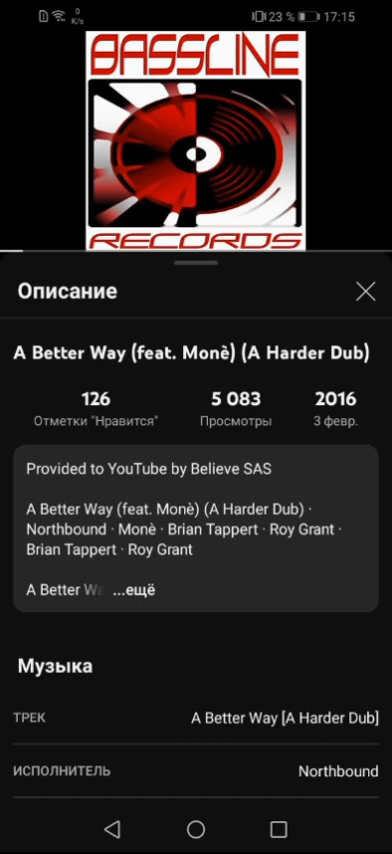 0
K/s
23 %
17:15
BASSLINE
RECORDS
Описание
A Better Way (feat. Monè) (A Harder Dub)
126 5 083 2016
Отметки "Нравится" Просмотры 3 февр.
Provided to YouTube by Believe SAS
A Better Way (feat. Monè) (A Harder Dub) ·
Northbound · Monè · Brian Tappert · Roy Grant ·
Brian Tappert · Roy Grant
A Better Wa ...ещё
Музыка
ТРЕК A Better Way [A Harder Dub]
ИСПОЛНИТЕЛЬ Northbound